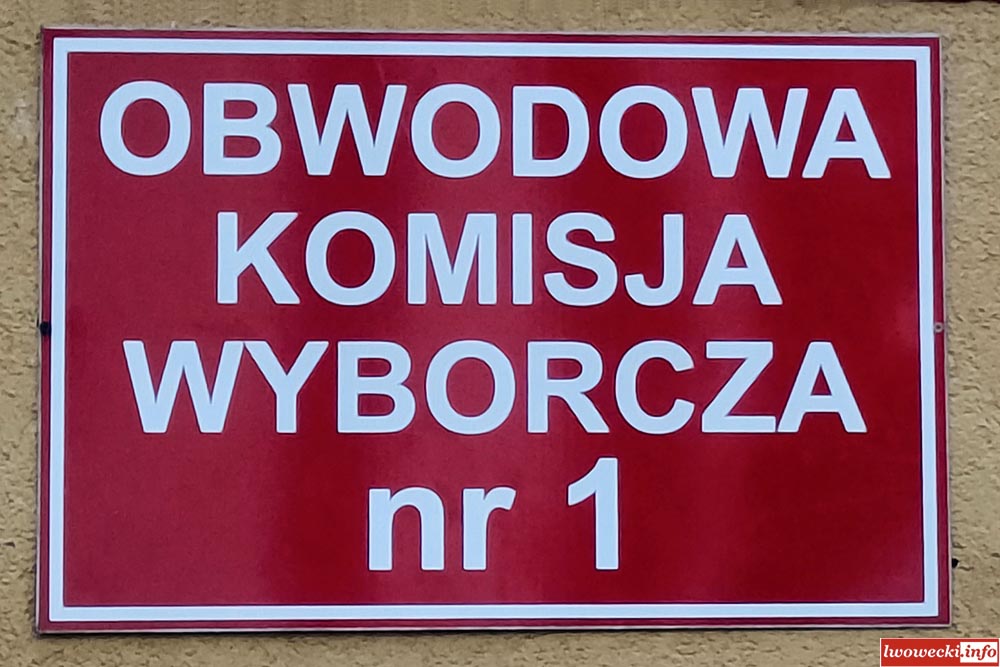 OBWODOWA
KOMISJA
WYBORCZA
nr 1
lwowecki.info